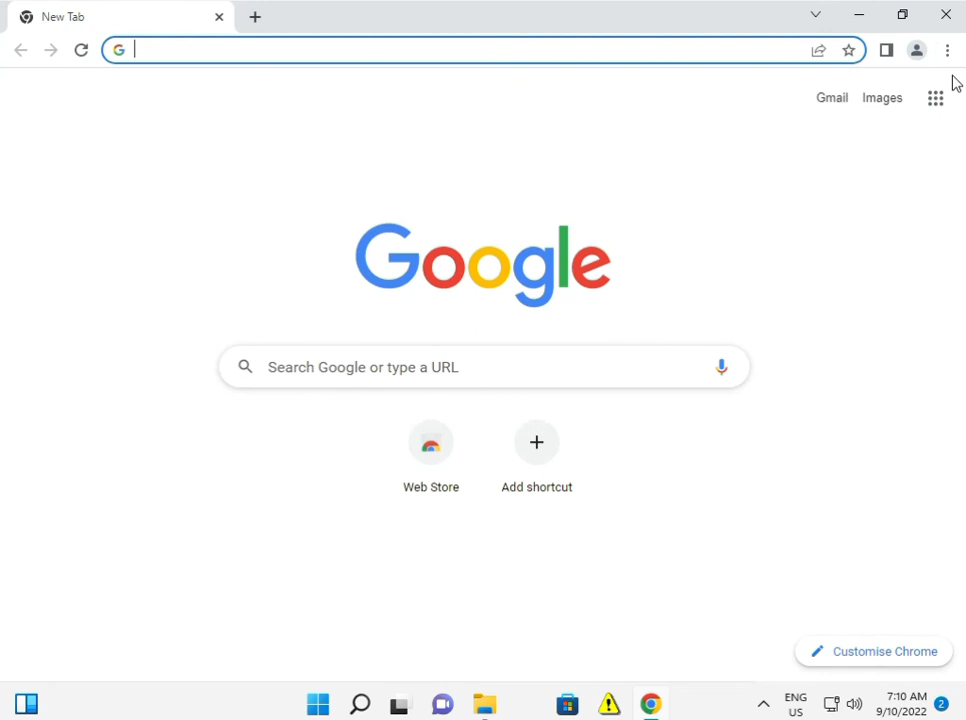 New Tab
Gmail Images
Google
Search Google or type a URL
Web Store Add shortcut
Customise Chrome
ENG
US
7:10 AM
9/10/2022
2